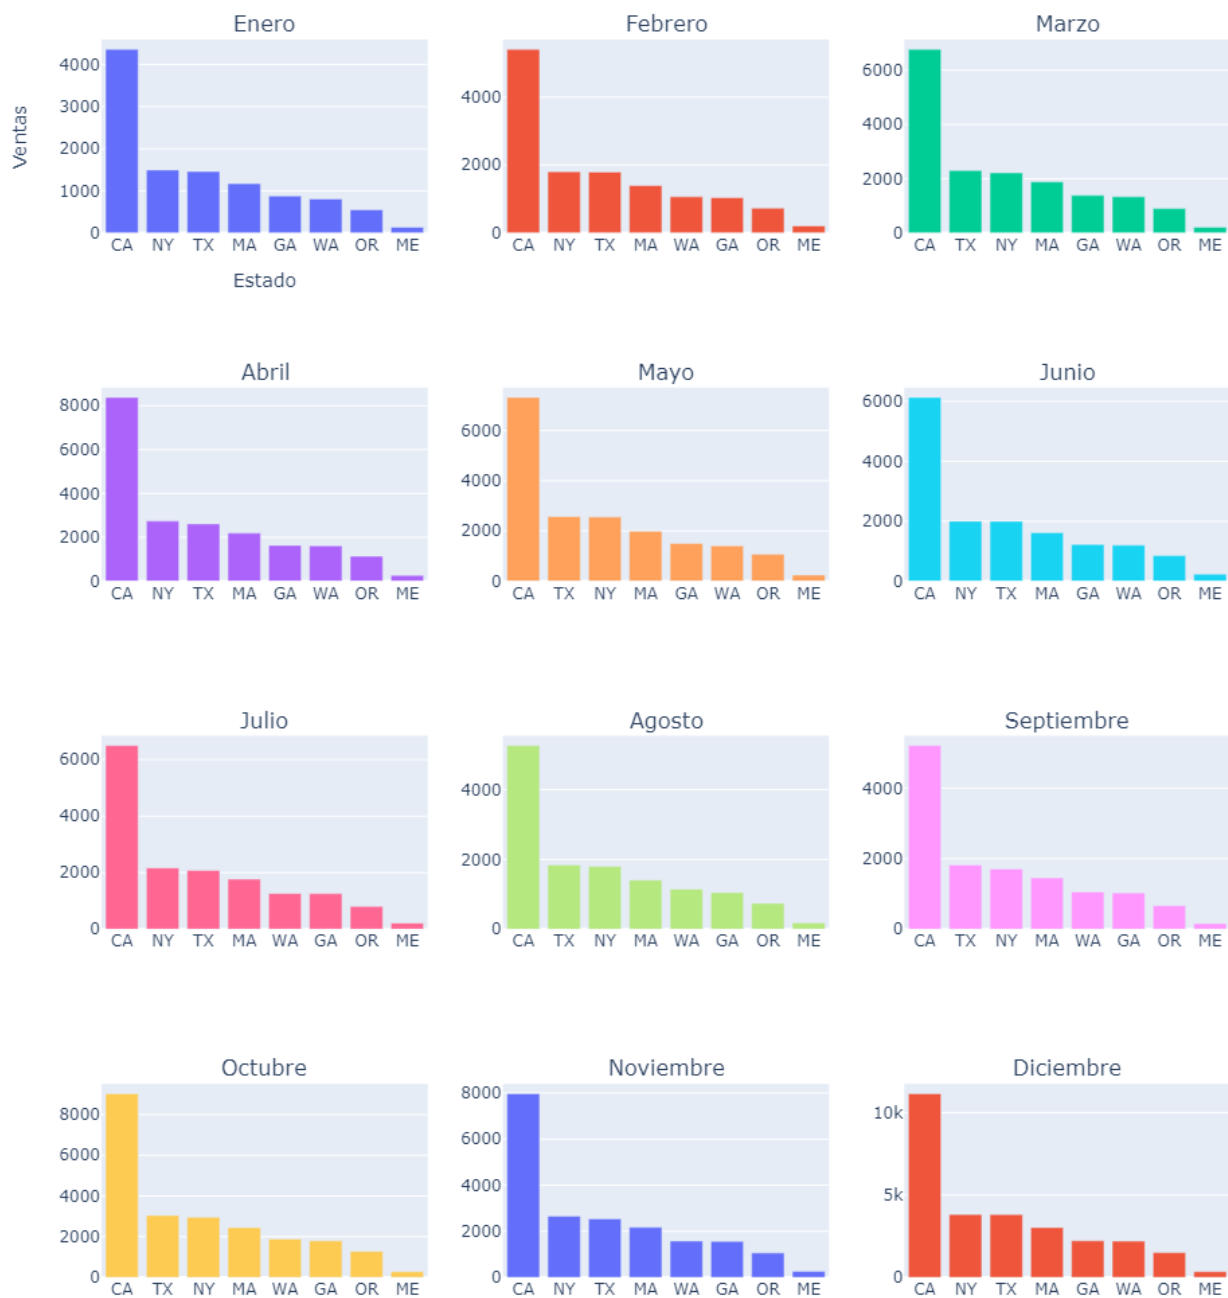 Enero Febrero Marzo
Ventas
4000
3000
2000
1000
0
CA NY TX MA GA WA OR ME
Estado
4000
2000
0
CA NY TX MA WA GA OR ME
6000
4000
2000
0
CA TX NY MA GA WA OR ME
Abril Mayo Junio
8000
6000
4000
2000
0
CA NY TX MA GA WA OR ME
6000
4000
2000
0
CA TX NY MA GA WA OR ME
6000
4000
2000
0
CA NY TX MA GA WA OR ME
Julio Agosto Septiembre
6000
4000
2000
0
CA NY TX MA WA GA OR ME
4000
2000
0
CA TX NY MA WA GA OR ME
4000
2000
0
CA TX NY MA WA GA OR ME
Octubre Noviembre Diciembre
8000
6000
4000
2000
0
CA TX NY MA WA GA OR ME
8000
6000
4000
2000
0
CA NY TX MA WA GA OR ME
10k
5k
0
CA NY TX MA GA WA OR ME